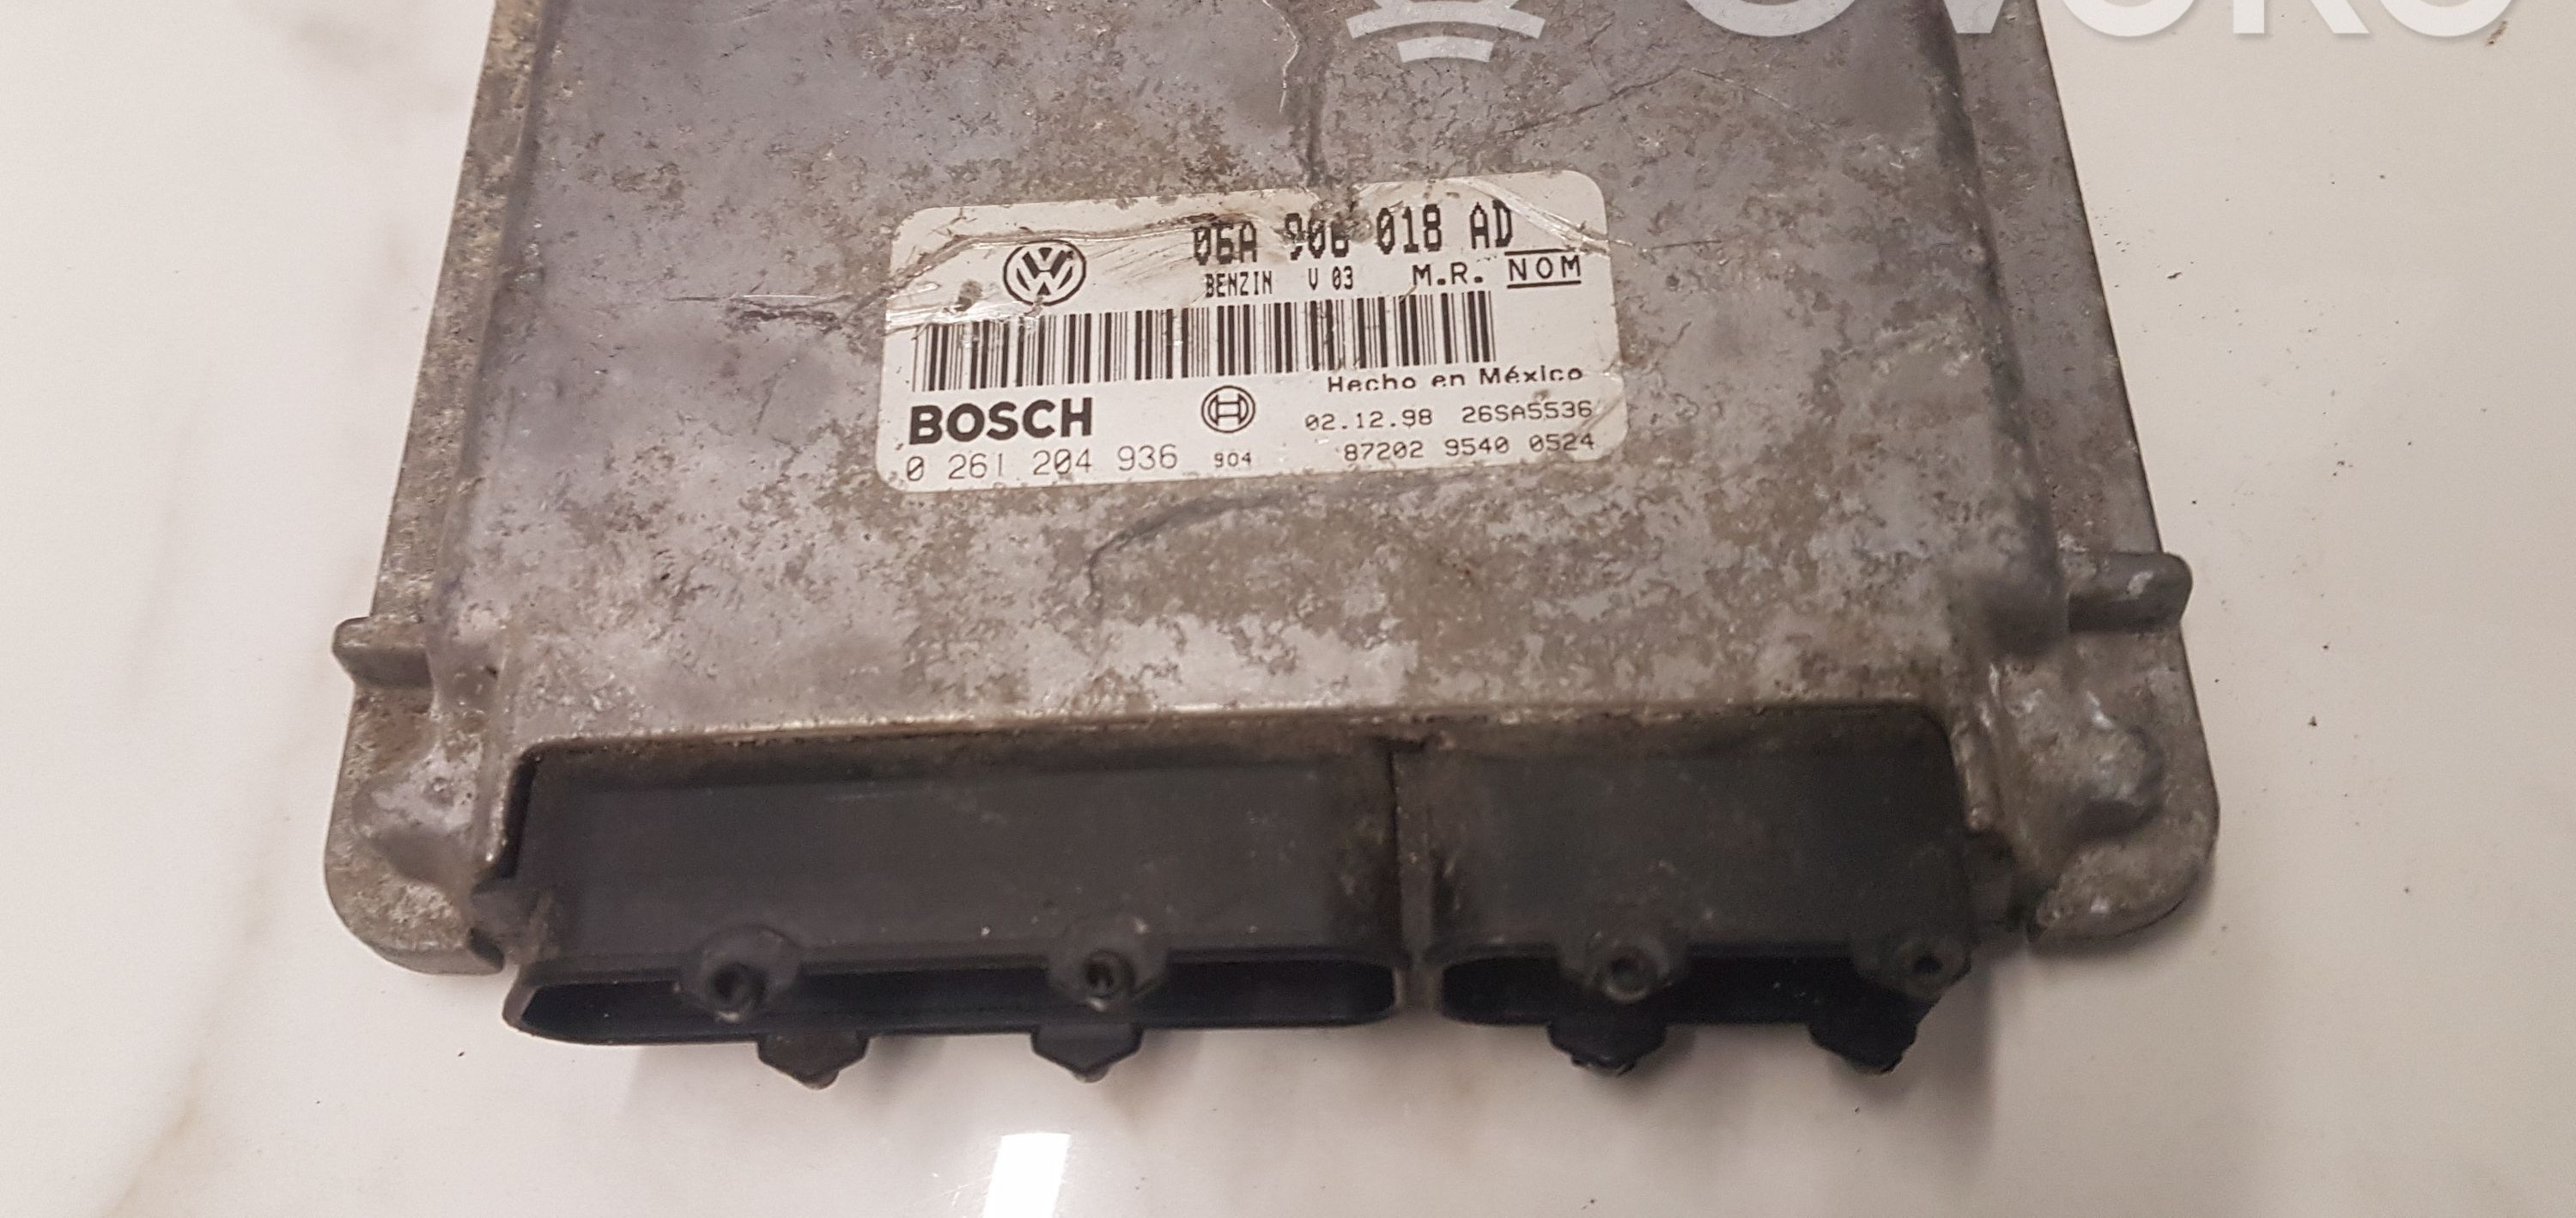 06A 906 018 AD
BENZIN V 03 M.R. NOM
Hecho en México
BOSCH 02.12.98 26SA5536
0 261 204 936 904 87202 9540 0524